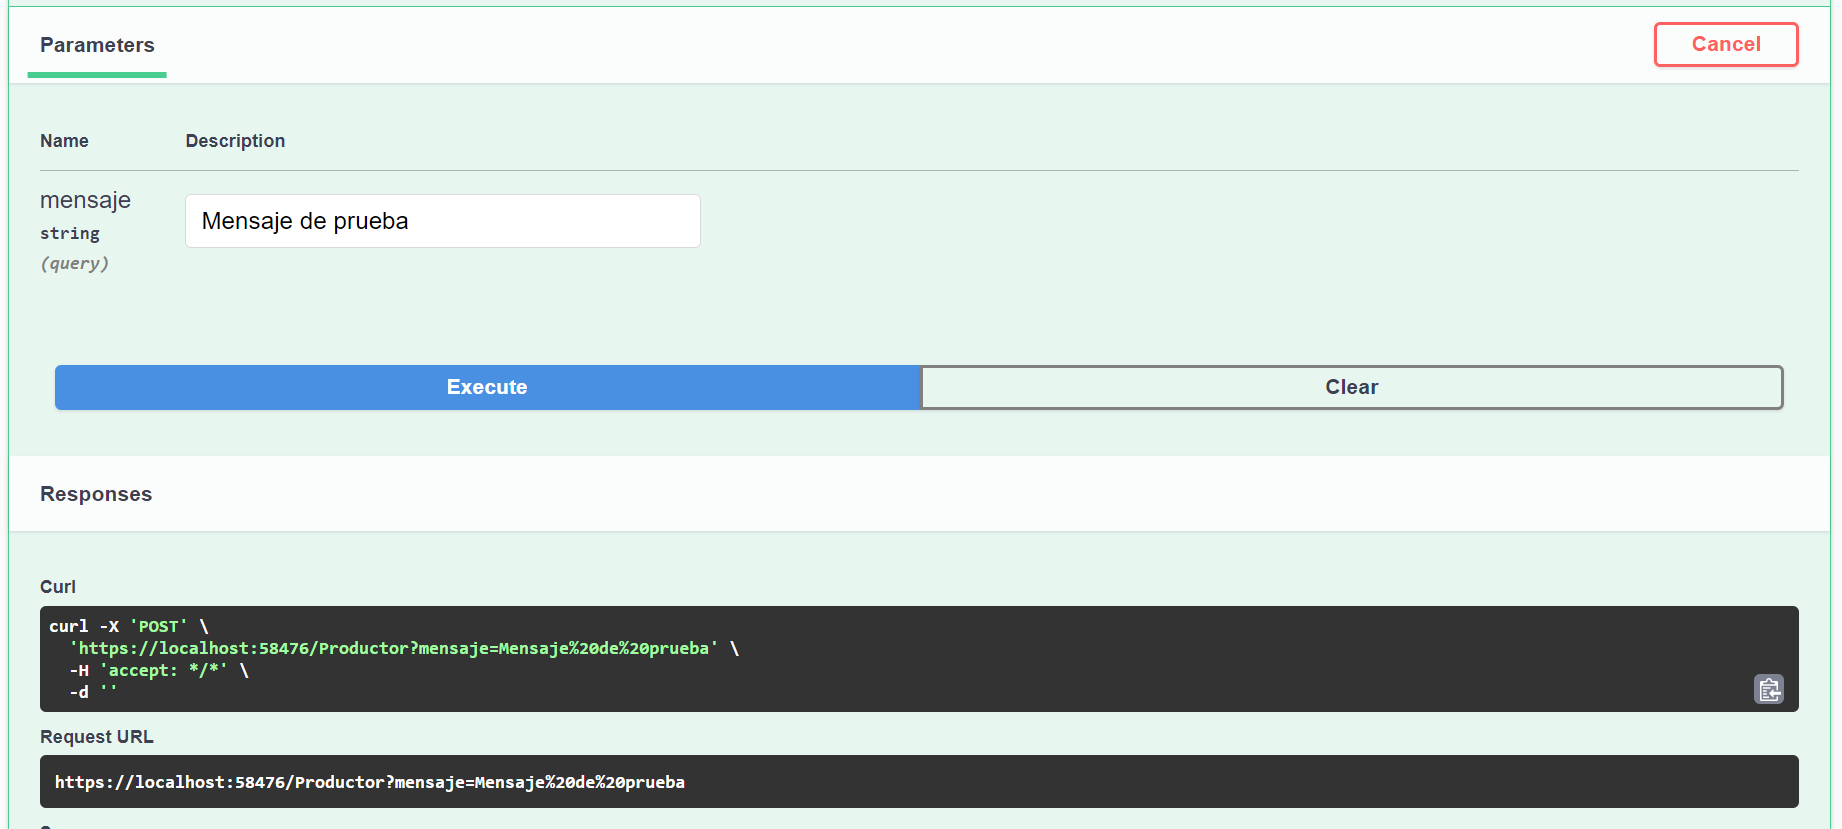 Parameters
Cancel
Name Description
mensaje
string
(query)
Mensaje de prueba
Execute
Clear
Responses
Curl
curl -X 'POST' \
'https://localhost:58476/Productor?mensaje=Mensaje%20de%20prueba' \
-H 'accept: */*' \
-d ''
Request URL
https://localhost:58476/Productor?mensaje=Mensaje%20de%20prueba